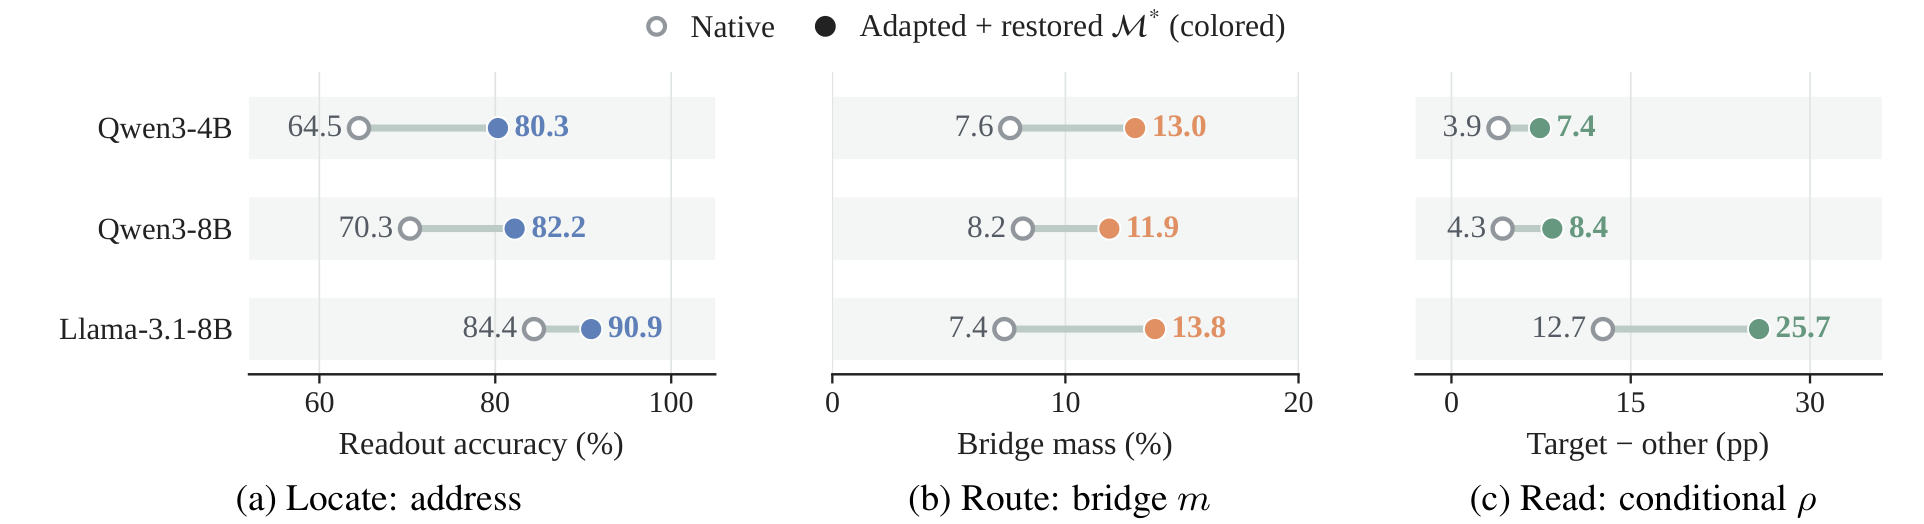 Native Adapted + restored ℳ* (colored)
Qwen3-4B 64.5 80.3 7.6 13.0 3.9 7.4
Qwen3-8B 70.3 82.2 8.2 11.9 4.3 8.4
Llama-3.1-8B 84.4 90.9 7.4 13.8 12.7 25.7
60 80 100 0 10 20 0 15 30
Readout accuracy (%) Bridge mass (%) Target − other (pp)
(a) Locate: address (b) Route: bridge m (c) Read: conditional ρ